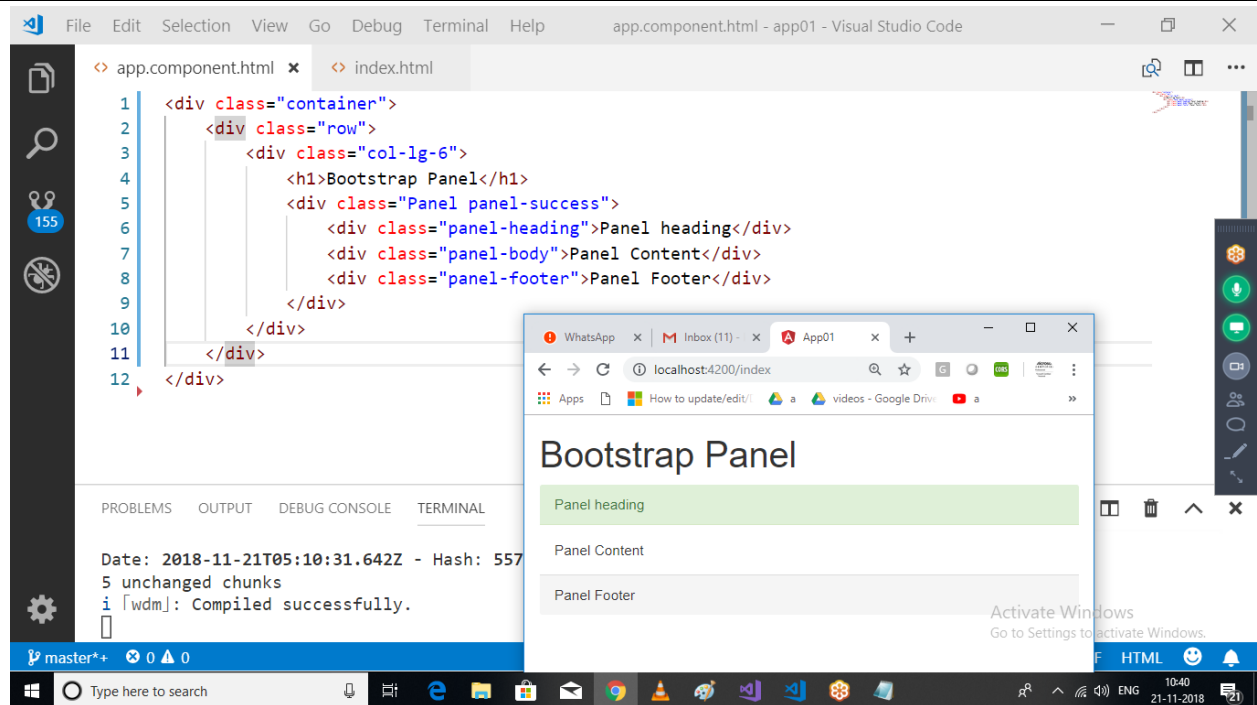 File Edit Selection View Go Debug Terminal Help app.component.html - app01 - Visual Studio Code
app.component.html index.html
1 <div class="container">
2 <div class="row">
3 <div class="col-lg-6">
4 <h1>Bootstrap Panel</h1>
5 <div class="Panel panel-success">
6 <div class="panel-heading">Panel heading</div>
7 <div class="panel-body">Panel Content</div>
8 <div class="panel-footer">Panel Footer</div>
9 </div>
10 </div>
11 </div>
12 </div>
155
WhatsApp Inbox (11) - App01
localhost:4200/index
G CORS
Apps How to update/edit/ a videos - Google Drive a »
Bootstrap Panel
Panel heading
Panel Content
Panel Footer
PROBLEMS OUTPUT DEBUG CONSOLE TERMINAL
Date: 2018-11-21T05:10:31.642Z - Hash: 557
5 unchanged chunks
i 「wdm」: Compiled successfully.
Activate Windows
Go to Settings to activate Windows.
master*+ 0 0 F HTML
Type here to search ENG 10:40
21-11-2018 21